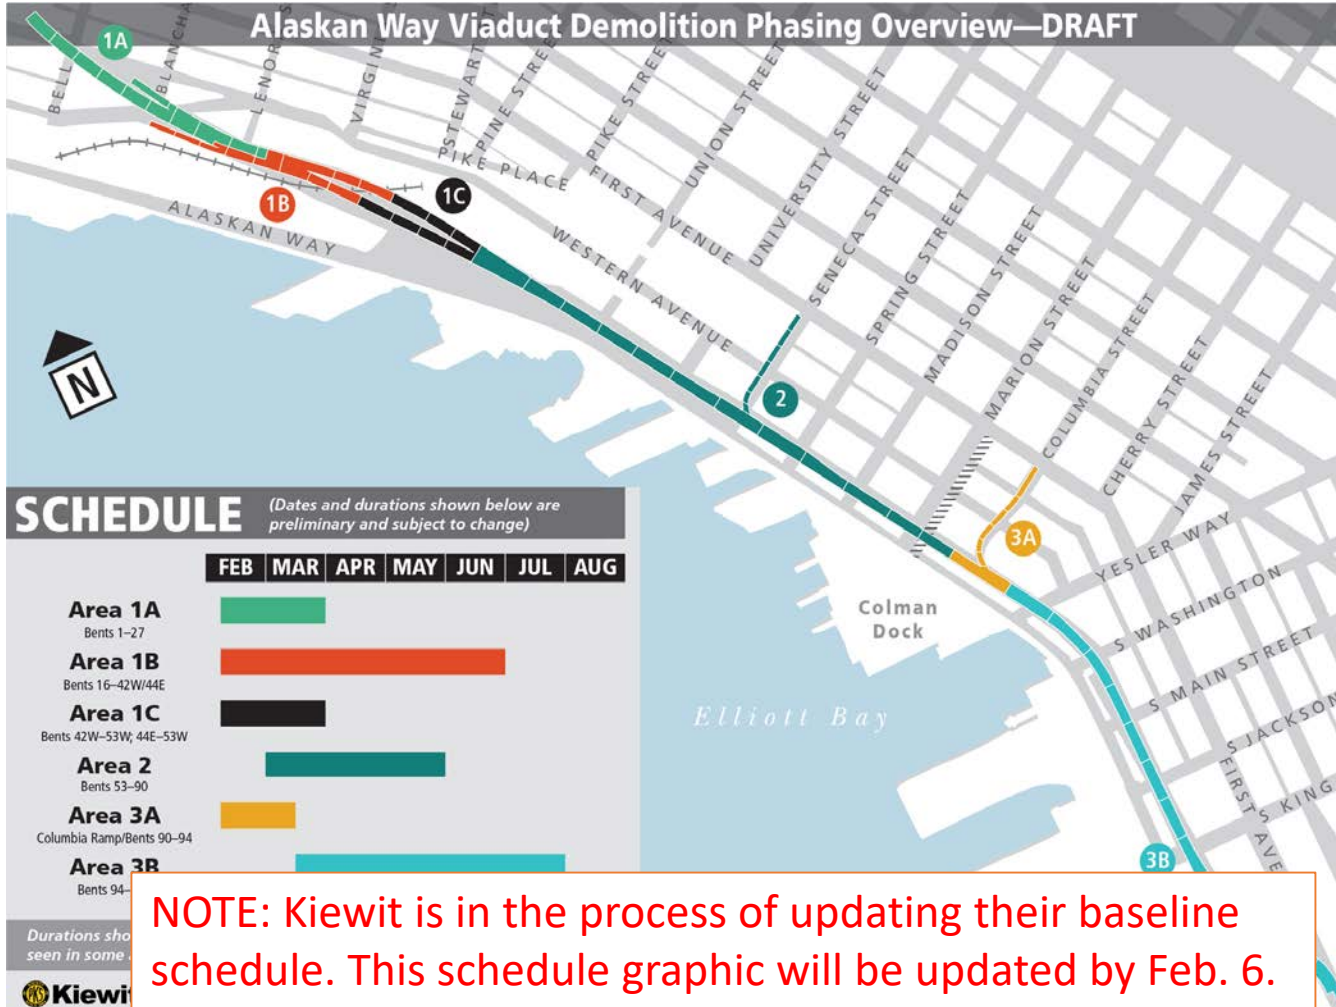 Alaskan Way Viaduct Demolition Phasing Overview—DRAFT
1A
BELL
BLANCHA
LENOR
VIRGIN
STEWART
PINE STREET
PIKE STREET
UNION STREET
UNIVERSITY STREET
SENECA STREET
SPRING STREET
MADISON STREET
MARION STREET
COLUMBIA STREET
CHERRY STREET
JAMES STREET
PIKE PLACE
FIRST AVENUE
WESTERN AVENUE
1B
1C
ALASKAN WAY
N
2
3A
YESLER WAY
S WASHINGTON
S MAIN STREET
S JACKSON
S KING
FIRST AVE
Colman
Dock
Elliott Bay
3B
SCHEDULE
(Dates and durations shown below are
preliminary and subject to change)
FEB MAR APR MAY JUN JUL AUG
Area 1A
Bents 1–27
Area 1B
Bents 16–42W/44E
Area 1C
Bents 42W–53W; 44E–53W
Area 2
Bents 53–90
Area 3A
Columbia Ramp/Bents 90–94
Area 3B
Bents 94–
Durations sho
seen in some
Kiewit
NOTE: Kiewit is in the process of updating their baseline
schedule. This schedule graphic will be updated by Feb. 6.